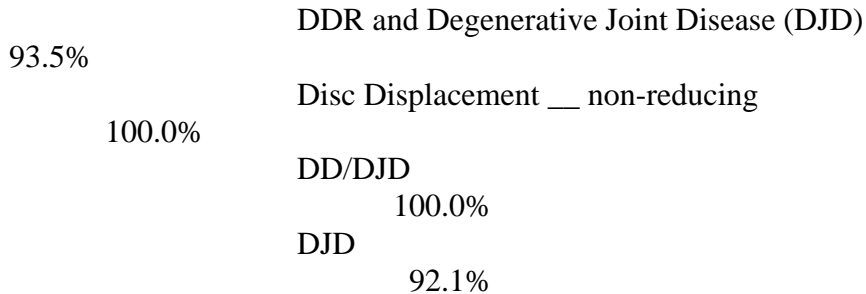 DDR and Degenerative Joint Disease (DJD)
93.5%
Disc Displacement __ non-reducing
100.0%
DD/DJD
100.0%
DJD
92.1%